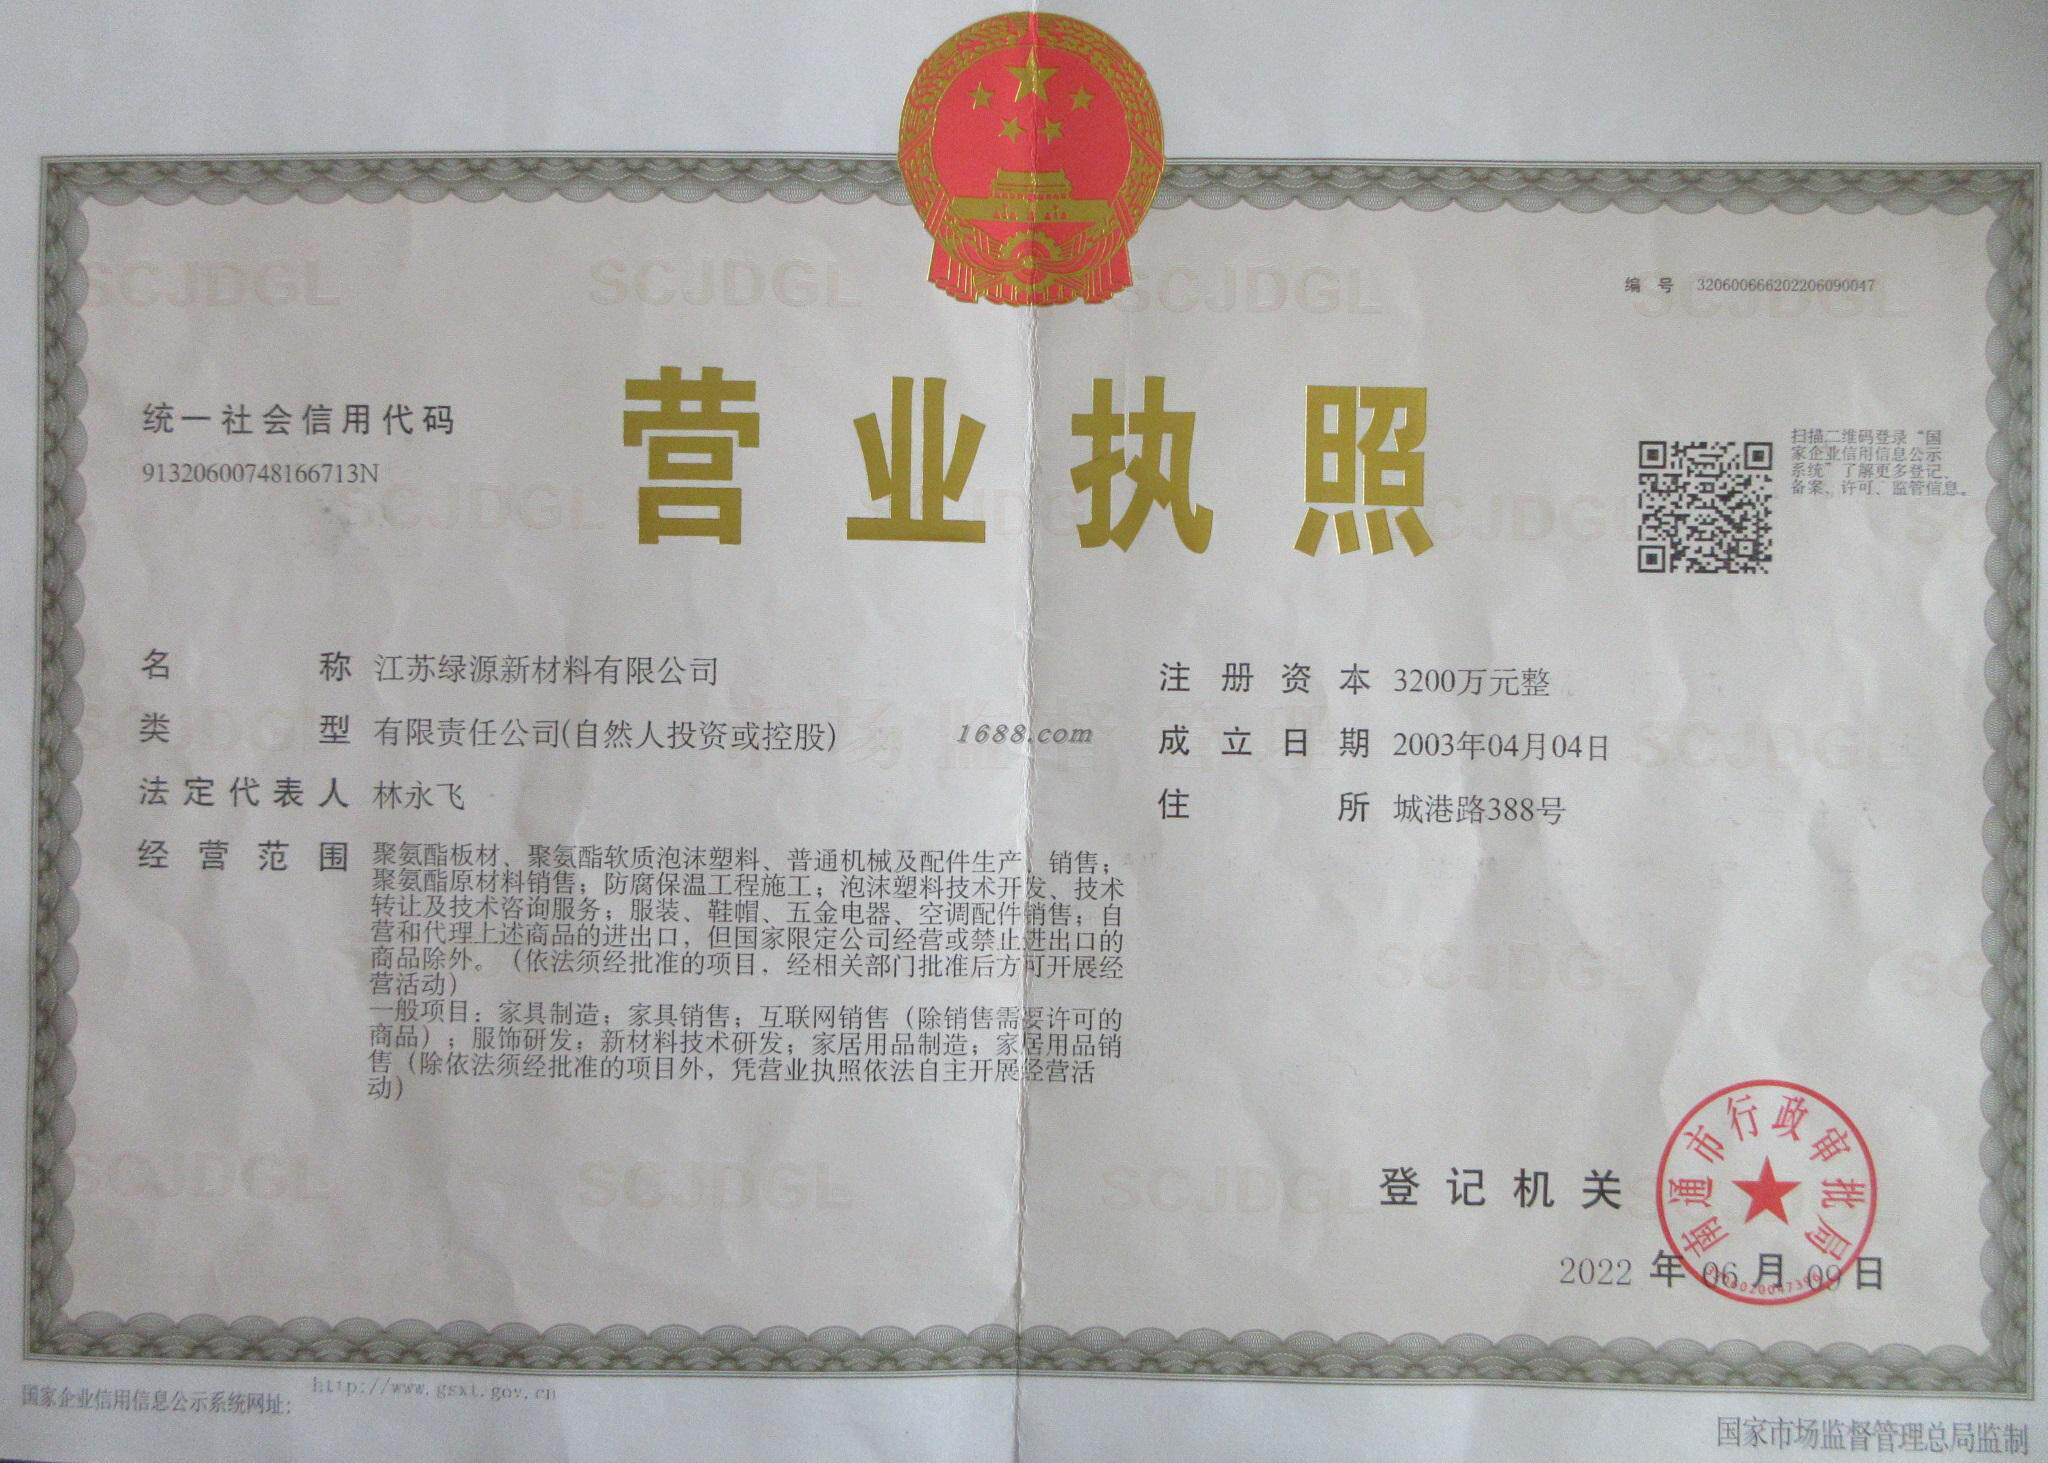 编 号 320600666202206090047
营业执照
统一社会信用代码
91320600748166713N
扫描二维码登录“国
家企业信用信息公示
系统”了解更多登记、
备案、许可、监管信息。
名 称 江苏绿源新材料有限公司
类 型 有限责任公司(自然人投资或控股)
法定代表人 林永飞
经营范围 聚氨酯板材、聚氨酯软质泡沫塑料、普通机械及配件生产、销售；
聚氨酯原材料销售；防腐保温工程施工；泡沫塑料技术开发、技术
转让及技术咨询服务；服装、鞋帽、五金电器、空调配件销售；自
营和代理上述商品的进出口，但国家限定公司经营或禁止进出口的
商品除外。（依法须经批准的项目，经相关部门批准后方可开展经
营活动）
一般项目：家具制造；家具销售；互联网销售（除销售需要许可的
商品）；服饰研发；新材料技术研发；家居用品制造；家居用品销
售（除依法须经批准的项目外，凭营业执照依法自主开展经营活
动）
注册资本 3200万元整
成立日期 2003年04月04日
住 所 城港路388号
1688.com
登记机关
南通市行政审批局
2022 年 06 月 09 日
国家企业信用信息公示系统网址：
http://www.gsxt.gov.cn
国家市场监督管理总局监制
SCJDGL